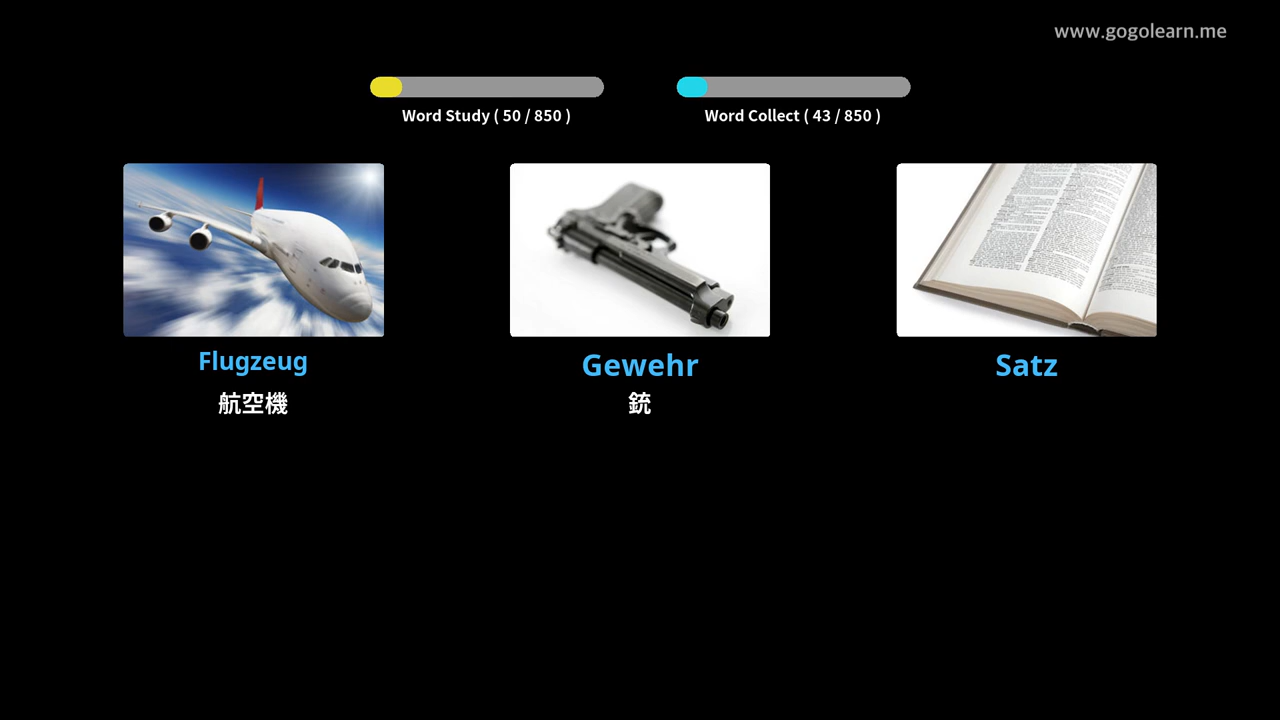 www.gogolearn.me
Word Study ( 50 / 850 )
Word Collect ( 43 / 850 )
Flugzeug
航空機
Gewehr
銃
Satz